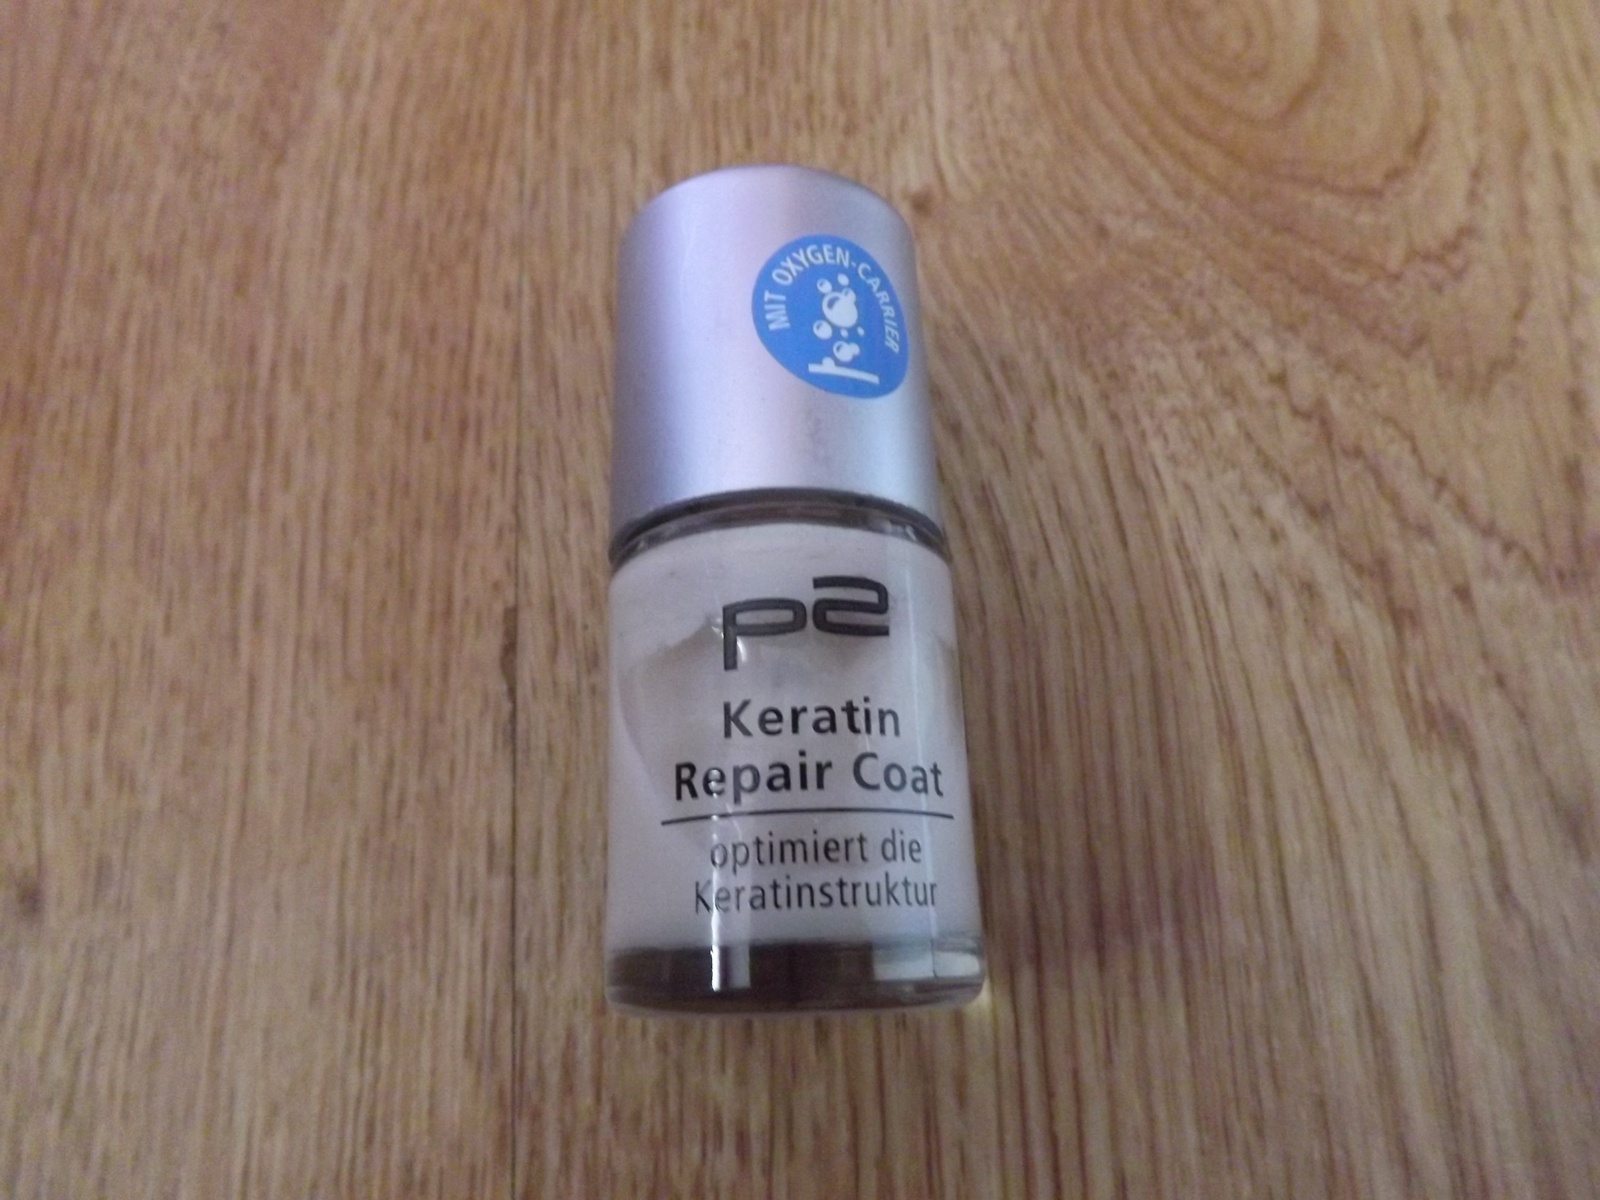 MIT OXYGEN-CARRIER
p2
Keratin
Repair Coat
optimiert die
Keratinstruktur